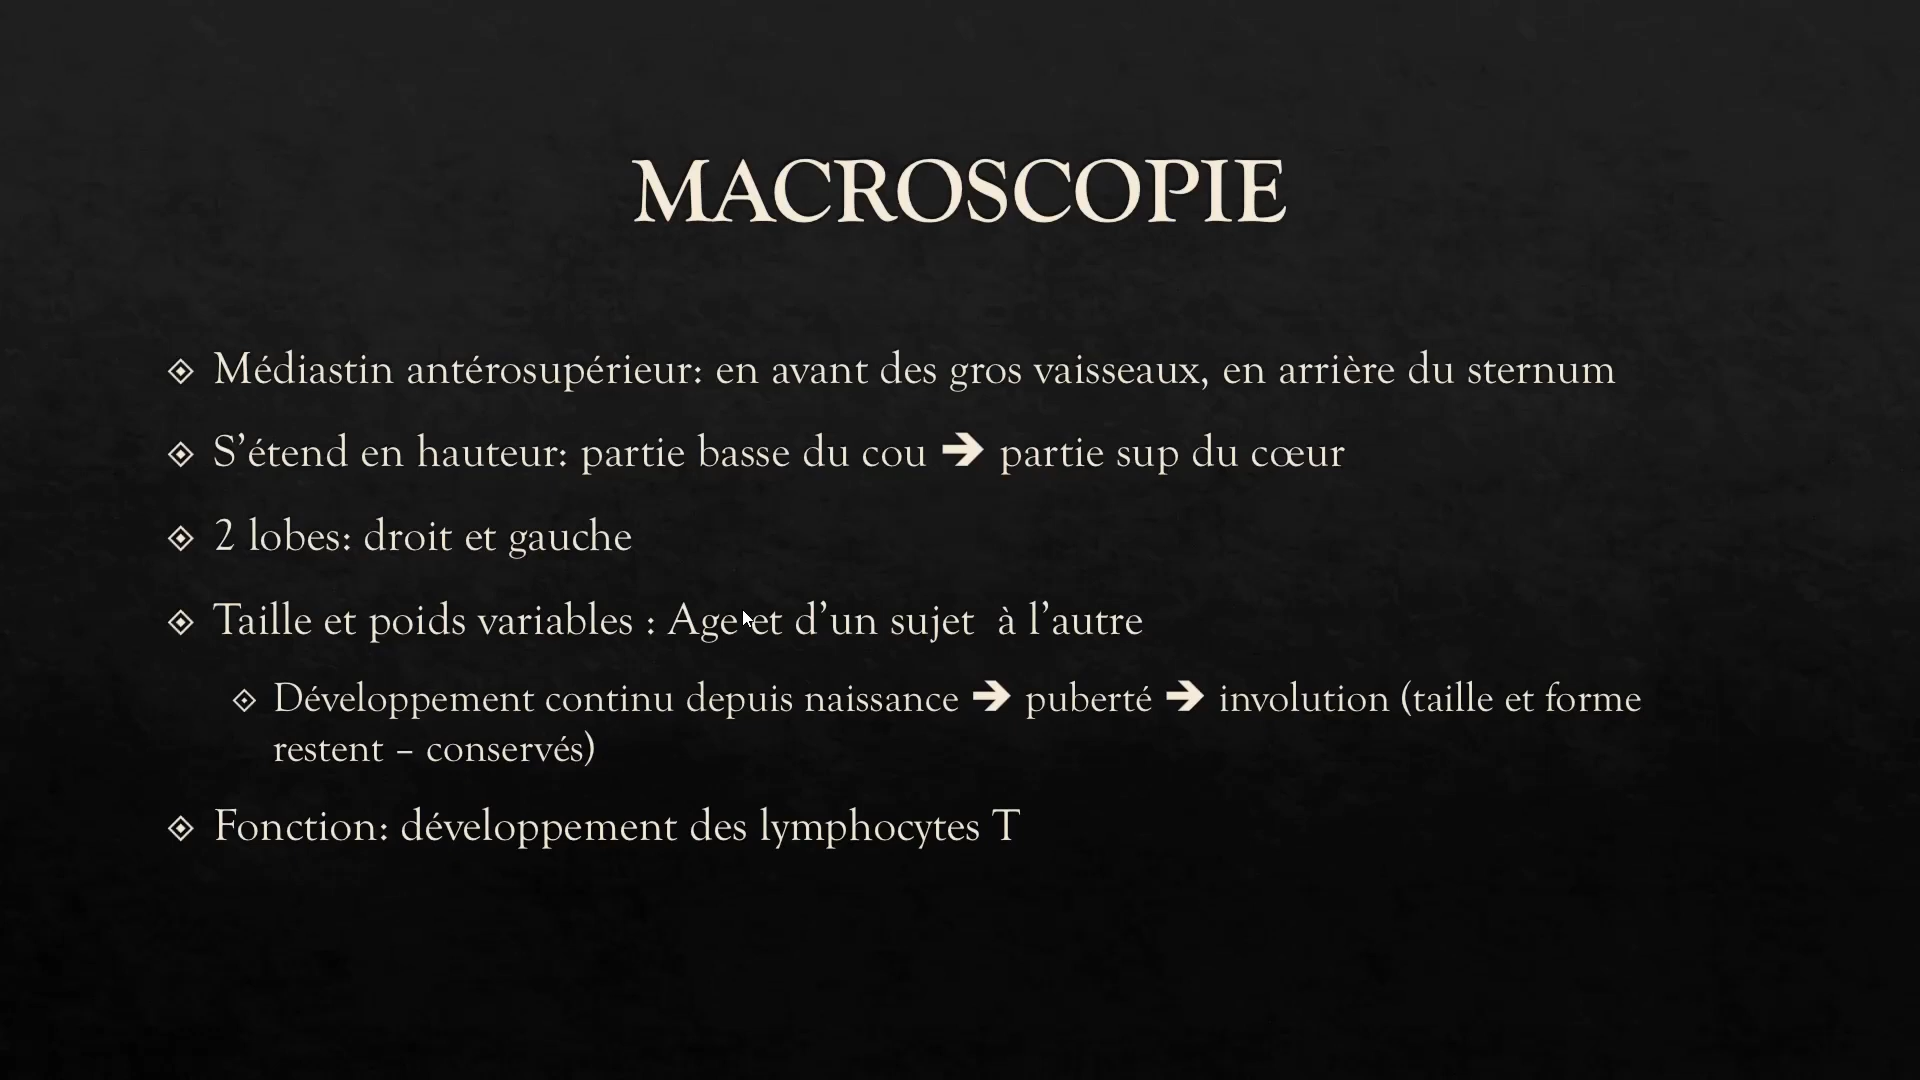 MACROSCOPIE
Médiastin antérosupérieur: en avant des gros vaisseaux, en arrière du sternum
S’étend en hauteur: partie basse du cou ➔ partie sup du cœur
2 lobes: droit et gauche
Taille et poids variables : Age et d’un sujet à l’autre
Développement continu depuis naissance ➔ puberté ➔ involution (taille et forme
restent – conservés)
Fonction: développement des lymphocytes T